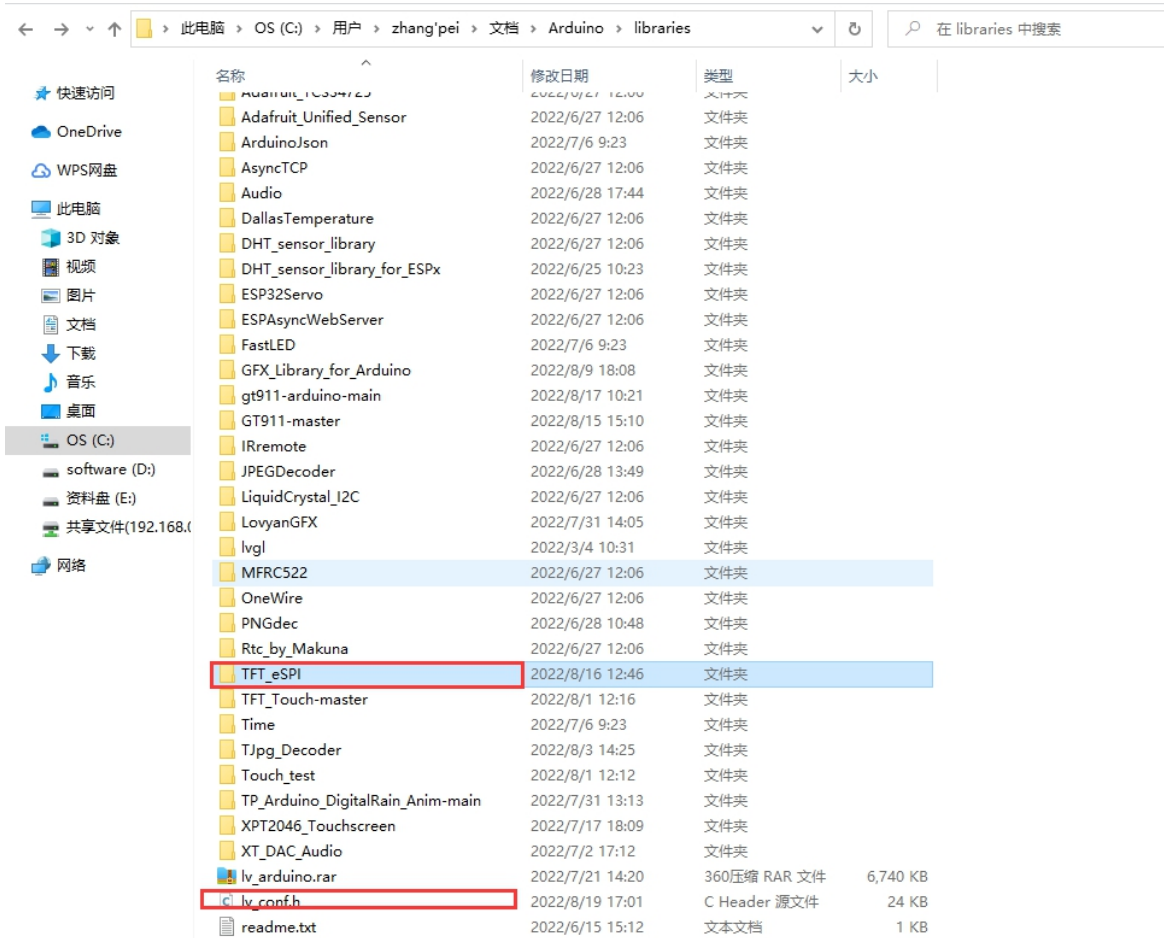 此电脑 › OS (C:) › 用户 › zhang'pei › 文档 › Arduino › libraries
在 libraries 中搜索
名称 修改日期 类型 大小
快速访问
OneDrive
WPS网盘
此电脑
3D 对象
视频
图片
文档
下载
音乐
桌面
OS (C:)
software (D:)
资料盘 (E:)
共享文件(192.168.0
网络
Adafruit_TCS34725 2022/6/27 12:06 文件夹
Adafruit_Unified_Sensor 2022/6/27 12:06 文件夹
ArduinoJson 2022/7/6 9:23 文件夹
AsyncTCP 2022/6/27 12:06 文件夹
Audio 2022/6/28 17:44 文件夹
DallasTemperature 2022/6/27 12:06 文件夹
DHT_sensor_library 2022/6/27 12:06 文件夹
DHT_sensor_library_for_ESPx 2022/6/25 10:23 文件夹
ESP32Servo 2022/6/27 12:06 文件夹
ESPAsyncWebServer 2022/6/27 12:06 文件夹
FastLED 2022/7/6 9:23 文件夹
GFX_Library_for_Arduino 2022/8/9 18:08 文件夹
gt911-arduino-main 2022/8/17 10:21 文件夹
GT911-master 2022/8/15 15:10 文件夹
IRremote 2022/6/27 12:06 文件夹
JPEGDecoder 2022/6/28 13:49 文件夹
LiquidCrystal_I2C 2022/6/27 12:06 文件夹
LovyanGFX 2022/7/31 14:05 文件夹
lvgl 2022/3/4 10:31 文件夹
MFRC522 2022/6/27 12:06 文件夹
OneWire 2022/6/27 12:06 文件夹
PNGdec 2022/6/28 10:48 文件夹
Rtc_by_Makuna 2022/6/27 12:06 文件夹
TFT_eSPI 2022/8/16 12:46 文件夹
TFT_Touch-master 2022/8/1 12:16 文件夹
Time 2022/7/6 9:23 文件夹
TJpg_Decoder 2022/8/3 14:25 文件夹
Touch_test 2022/8/1 12:12 文件夹
TP_Arduino_DigitalRain_Anim-main 2022/7/31 13:13 文件夹
XPT2046_Touchscreen 2022/7/17 18:09 文件夹
XT_DAC_Audio 2022/7/2 17:12 文件夹
lv_arduino.rar 2022/7/21 14:20 360压缩 RAR 文件 6,740 KB
lv_conf.h 2022/8/19 17:01 C Header 源文件 24 KB
readme.txt 2022/6/15 15:12 文本文档 1 KB